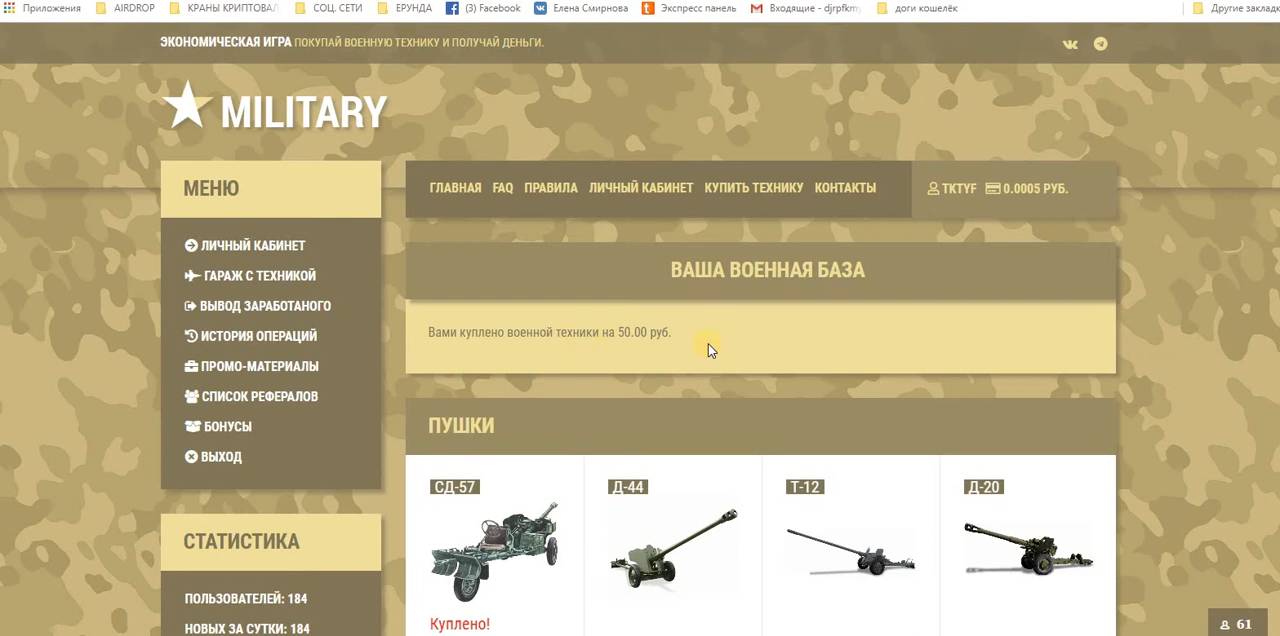 Приложения AIRDROP КРАНЫ КРИПТОВАЛ СОЦ. СЕТИ ЕРУНДА (3) Facebook Елена Смирнова Экспресс панель Входящие - djrpfkm доги кошелёк Другие закладк
ЭКОНОМИЧЕСКАЯ ИГРА ПОКУПАЙ ВОЕННУЮ ТЕХНИКУ И ПОЛУЧАЙ ДЕНЬГИ.
MILITARY
МЕНЮ
ЛИЧНЫЙ КАБИНЕТ
ГАРАЖ С ТЕХНИКОЙ
ВЫВОД ЗАРАБОТАНОГО
ИСТОРИЯ ОПЕРАЦИЙ
ПРОМО-МАТЕРИАЛЫ
СПИСОК РЕФЕРАЛОВ
БОНУСЫ
ВЫХОД
СТАТИСТИКА
ПОЛЬЗОВАТЕЛЕЙ: 184
НОВЫХ ЗА СУТКИ: 184
ГЛАВНАЯ FAQ ПРАВИЛА ЛИЧНЫЙ КАБИНЕТ КУПИТЬ ТЕХНИКУ КОНТАКТЫ
TKTYF 0.0005 РУБ.
ВАША ВОЕННАЯ БАЗА
Вами куплено военной техники на 50.00 руб.
ПУШКИ
СД-57 Д-44 Т-12 Д-20
Куплено!
61